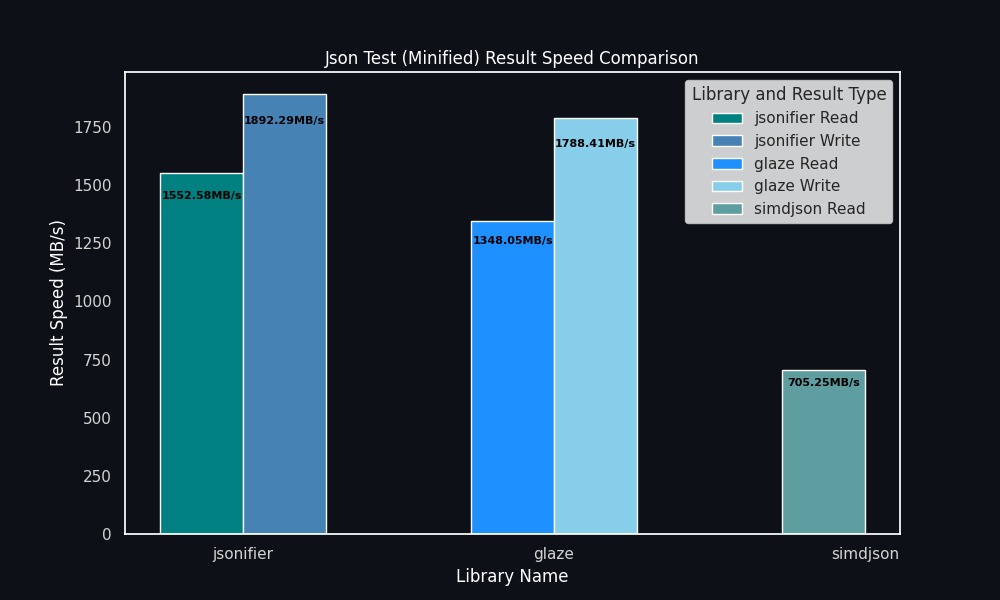 Json Test (Minified) Result Speed Comparison
Library and Result Type
jsonifier Read
jsonifier Write
glaze Read
glaze Write
simdjson Read
Result Speed (MB/s)
1750
1500
1250
1000
750
500
250
0
1892.29MB/s
1552.58MB/s
1788.41MB/s
1348.05MB/s
705.25MB/s
jsonifier
glaze
simdjson
Library Name